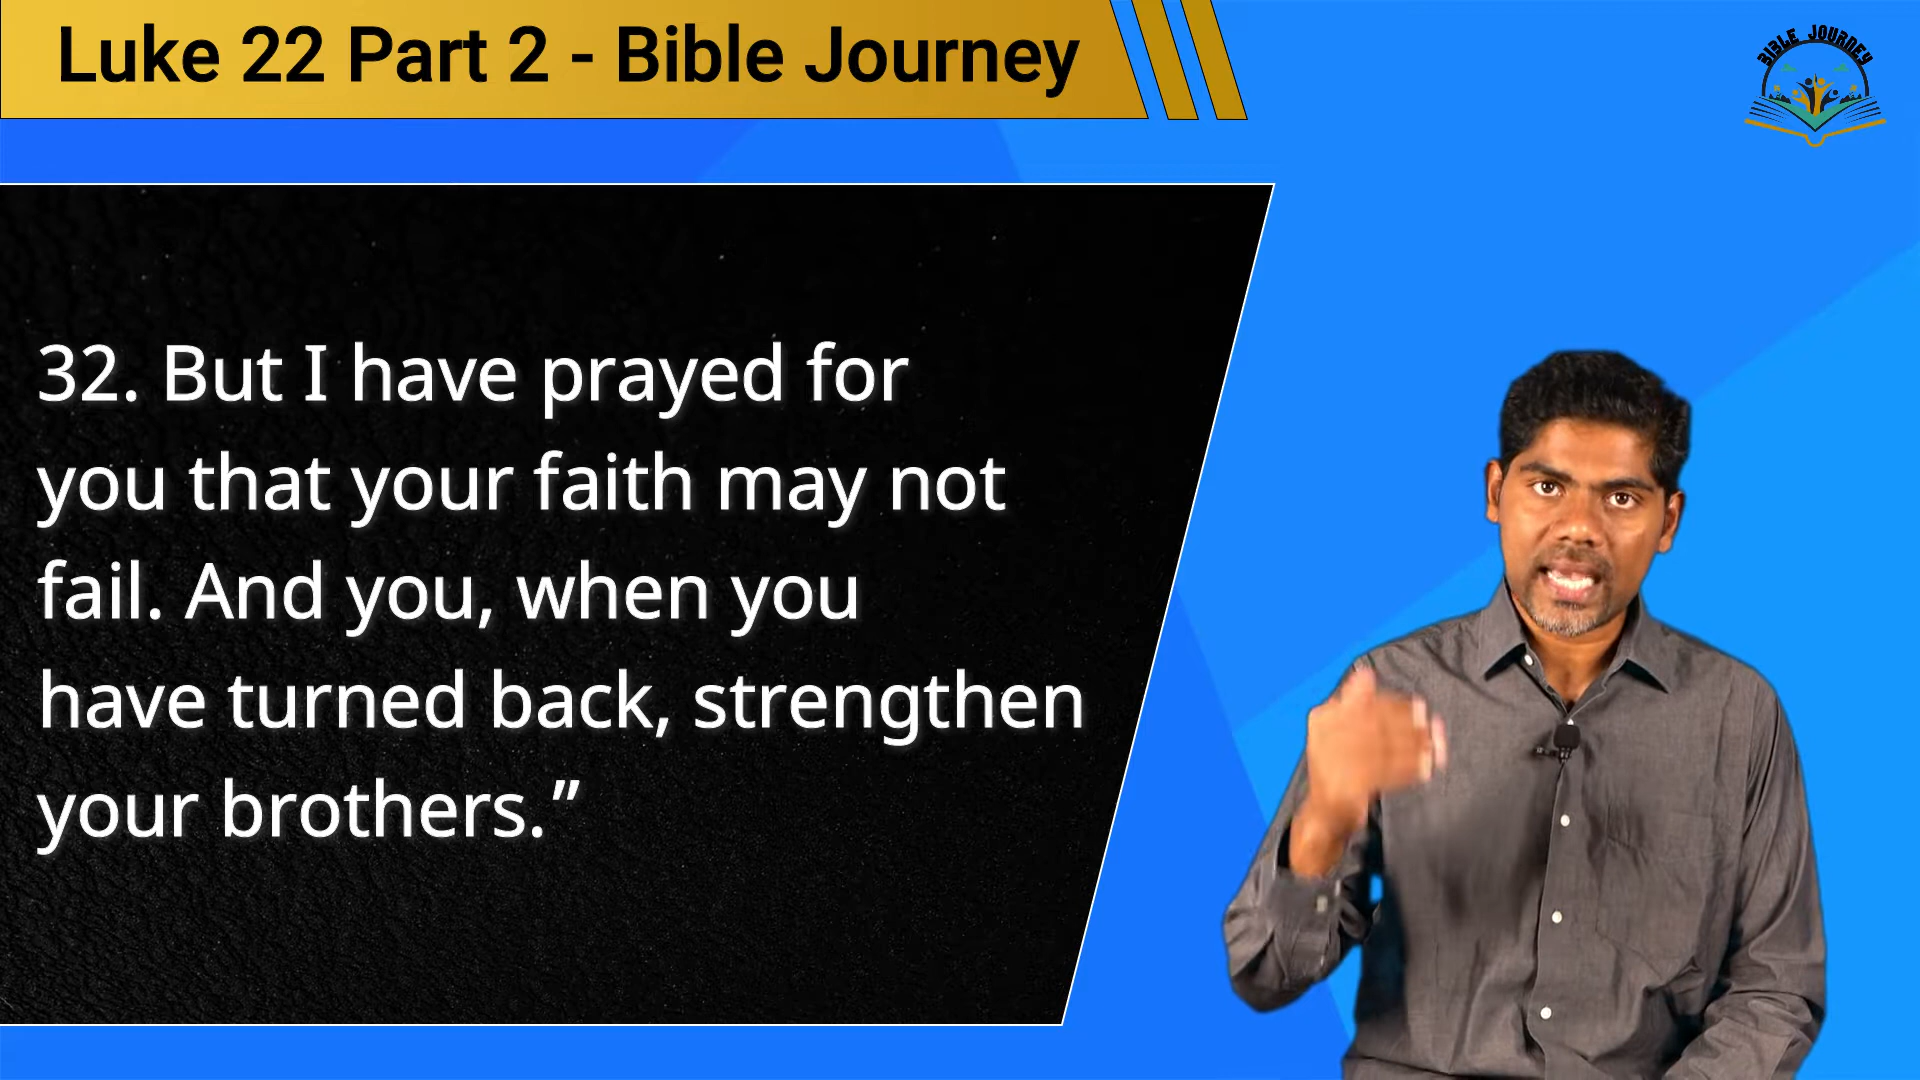 Luke 22 Part 2 - Bible Journey
BIBLE JOURNEY
32. But I have prayed for
you that your faith may not
fail. And you, when you
have turned back, strengthen
your brothers.”